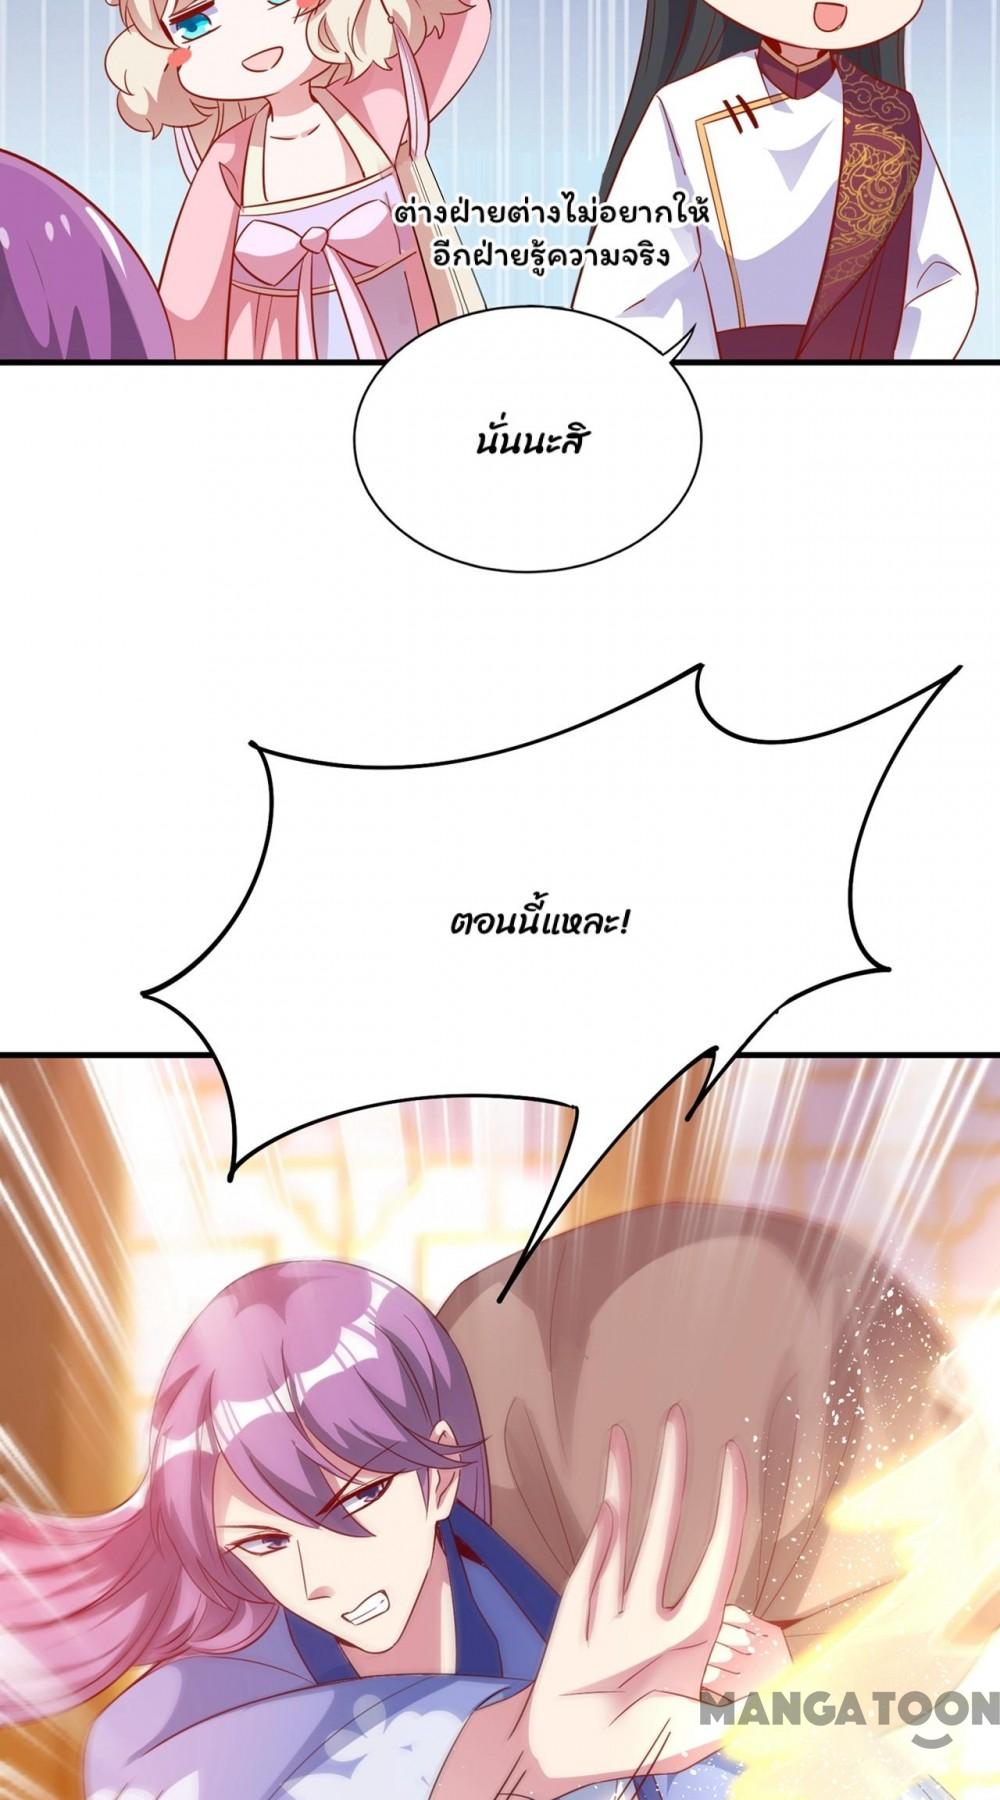 ต่างฝ่ายต่างไม่อยากให้
อีกฝ่ายรู้ความจริง
นั่นนะสิ
ตอนนี้แหละ!
MANGATOON